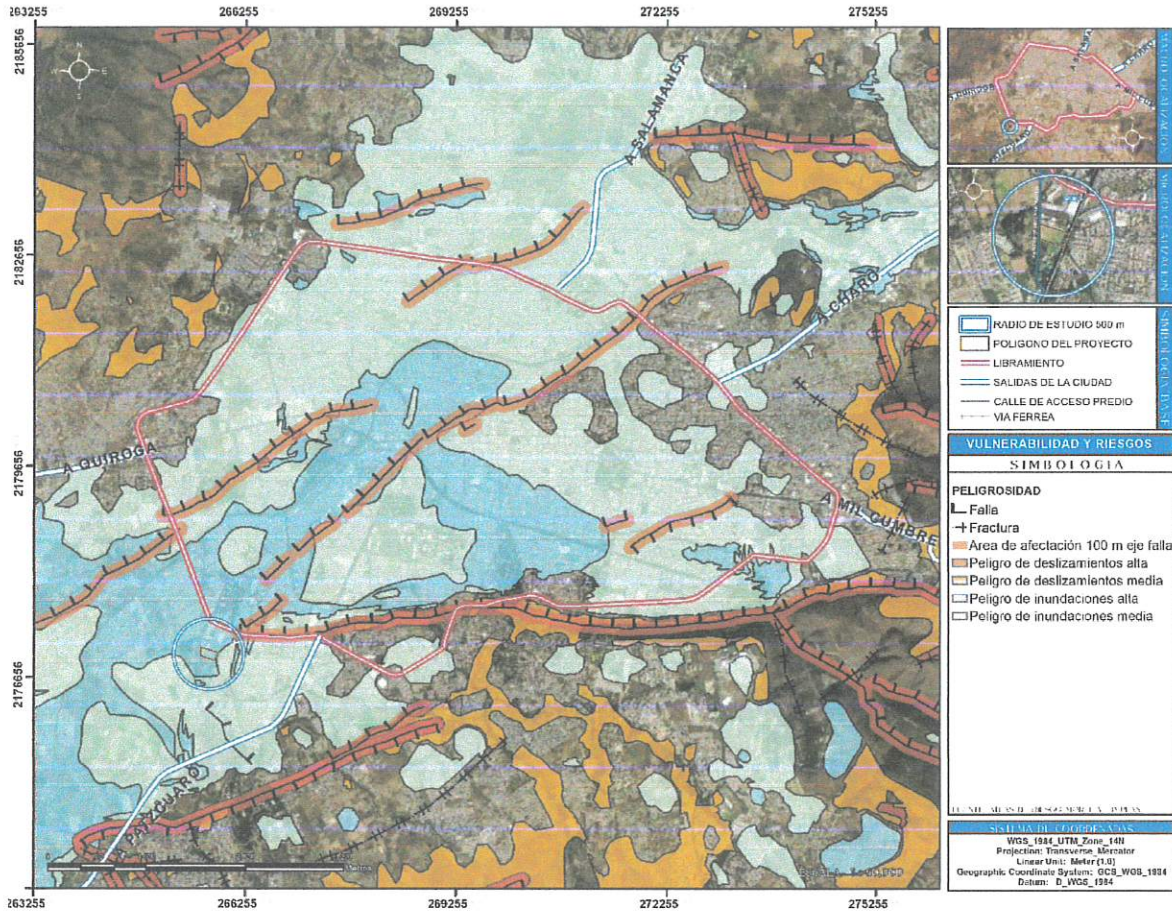 263255 266255 269255 272255 275255
2185656
2182656
2179656
2176656
263255 266255 269255 272255 275255
A SALAMANCA
A CHARO
A QUIROGA
A MIL CUMBRE
PATZCUARO
MACROLOCALIZACION
MICROLOCALIZACION
SIMBOLOGIA BASE
RADIO DE ESTUDIO 500 m
POLIGONO DEL PROYECTO
LIBRAMIENTO
SALIDAS DE LA CIUDAD
CALLE DE ACCESO PREDIO
VIA FERREA
VULNERABILIDAD Y RIESGOS
SIMBOLOGIA
PELIGROSIDAD
Falla
Fractura
Area de afectación 100 m eje falla
Peligro de deslizamientos alta
Peligro de deslizamientos media
Peligro de inundaciones alta
Peligro de inundaciones media
SISTEMA DE COORDENADAS
WGS_1984_UTM_Zone_14N
Projection: Transverse_Mercator
Linear Unit: Meter (1.0)
Geographic Coordinate System: GCS_WGS_1984
Datum: D_WGS_1984